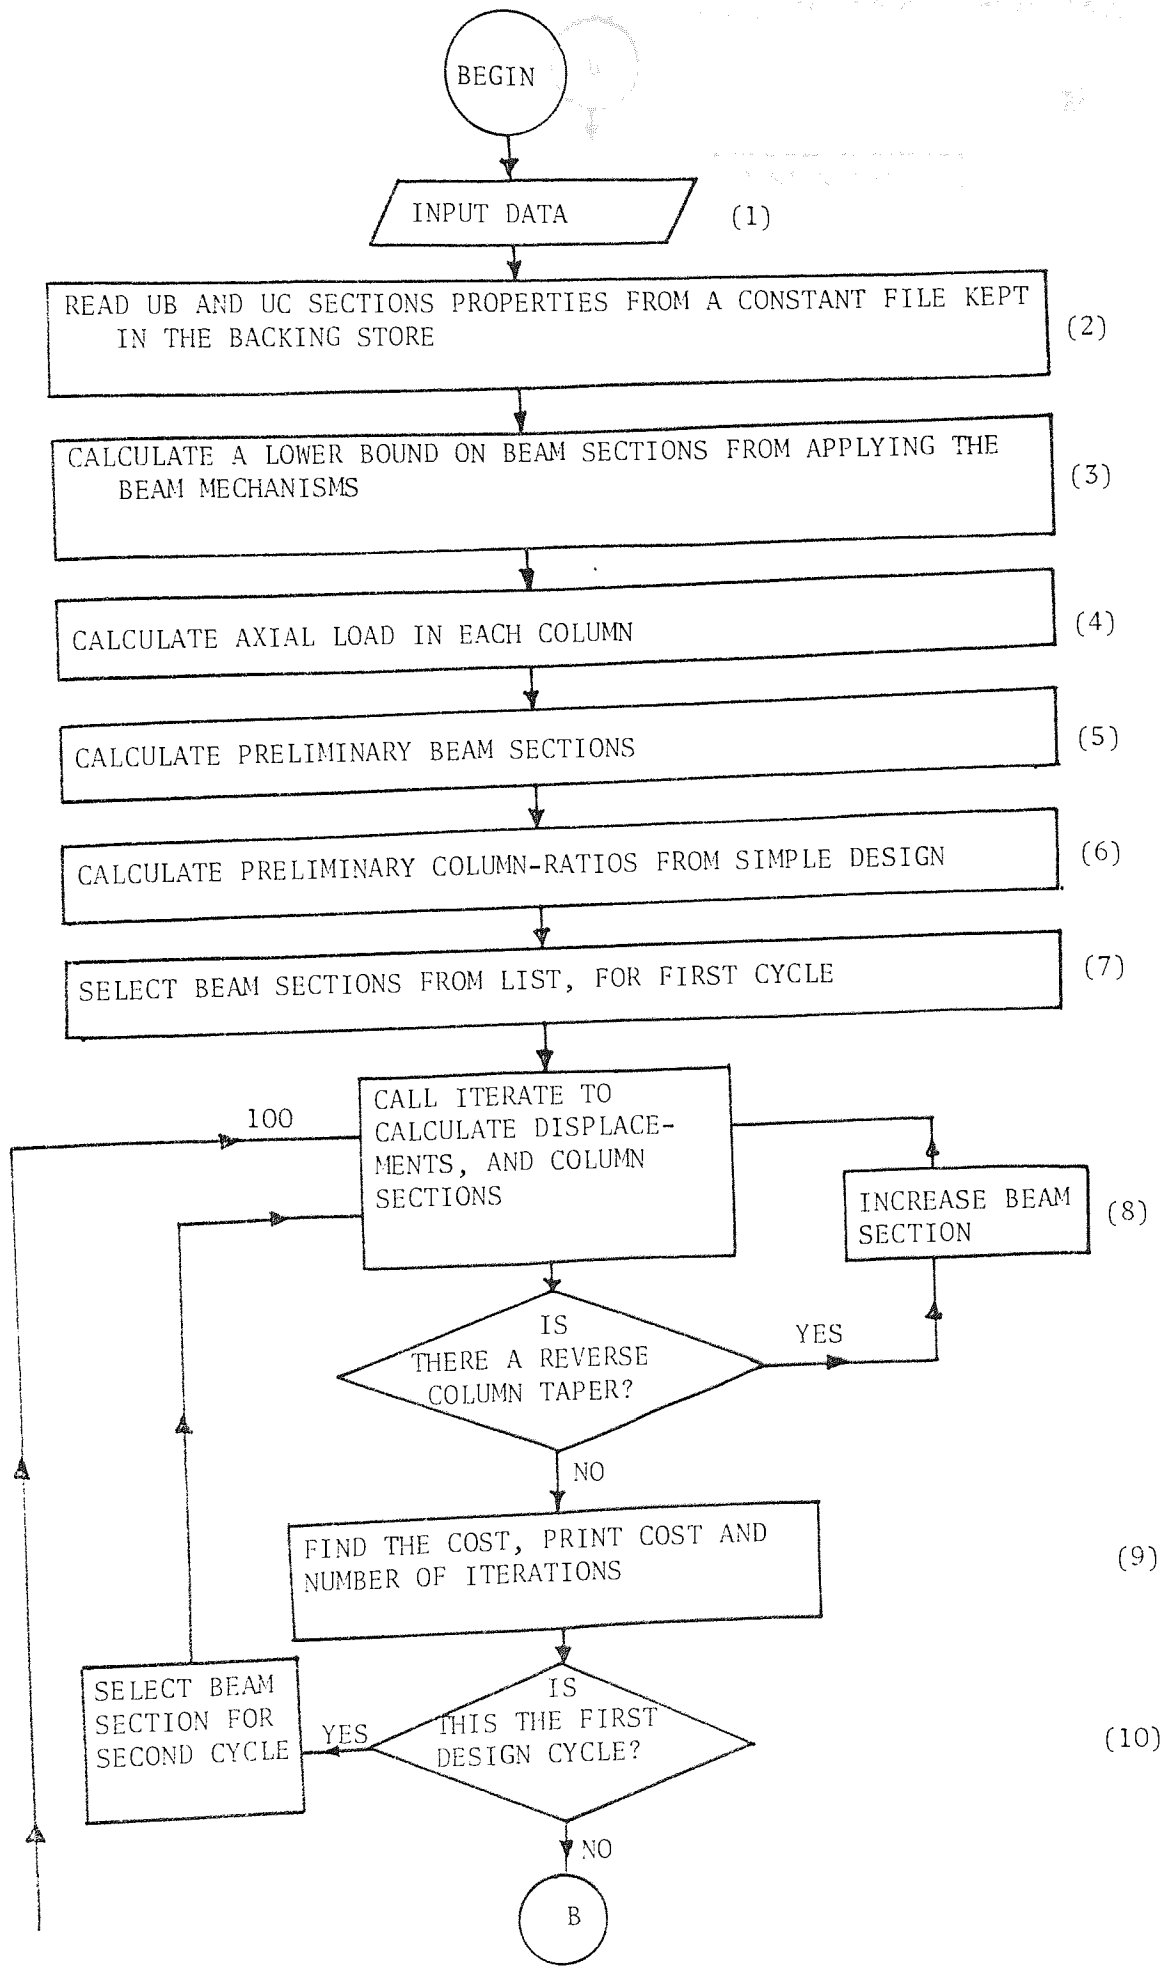 BEGIN
INPUT DATA
(1)
READ UB AND UC SECTIONS PROPERTIES FROM A CONSTANT FILE KEPT
IN THE BACKING STORE
(2)
CALCULATE A LOWER BOUND ON BEAM SECTIONS FROM APPLYING THE
BEAM MECHANISMS
(3)
CALCULATE AXIAL LOAD IN EACH COLUMN
(4)
CALCULATE PRELIMINARY BEAM SECTIONS
(5)
CALCULATE PRELIMINARY COLUMN-RATIOS FROM SIMPLE DESIGN
(6)
SELECT BEAM SECTIONS FROM LIST, FOR FIRST CYCLE
(7)
100
CALL ITERATE TO
CALCULATE DISPLACE-
MENTS, AND COLUMN
SECTIONS
INCREASE BEAM
SECTION
(8)
IS
THERE A REVERSE
COLUMN TAPER?
YES
NO
FIND THE COST, PRINT COST AND
NUMBER OF ITERATIONS
(9)
SELECT BEAM
SECTION FOR
SECOND CYCLE
YES
IS
THIS THE FIRST
DESIGN CYCLE?
(10)
NO
B